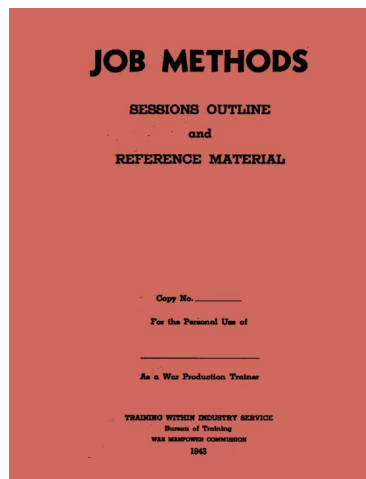 JOB METHODS
SESSIONS OUTLINE
and
REFERENCE MATERIAL
Copy No.
For the Personal Use of
As a War Production Trainer
TRAINING WITHIN INDUSTRY SERVICE
Bureau of Training
WAR MANPOWER COMMISSION
1943